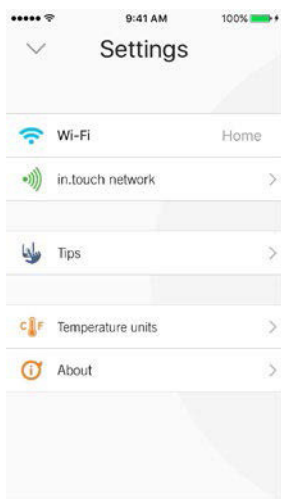 9:41 AM 100%
Settings
Wi-Fi Home
in.touch network
Tips
C F Temperature units
About